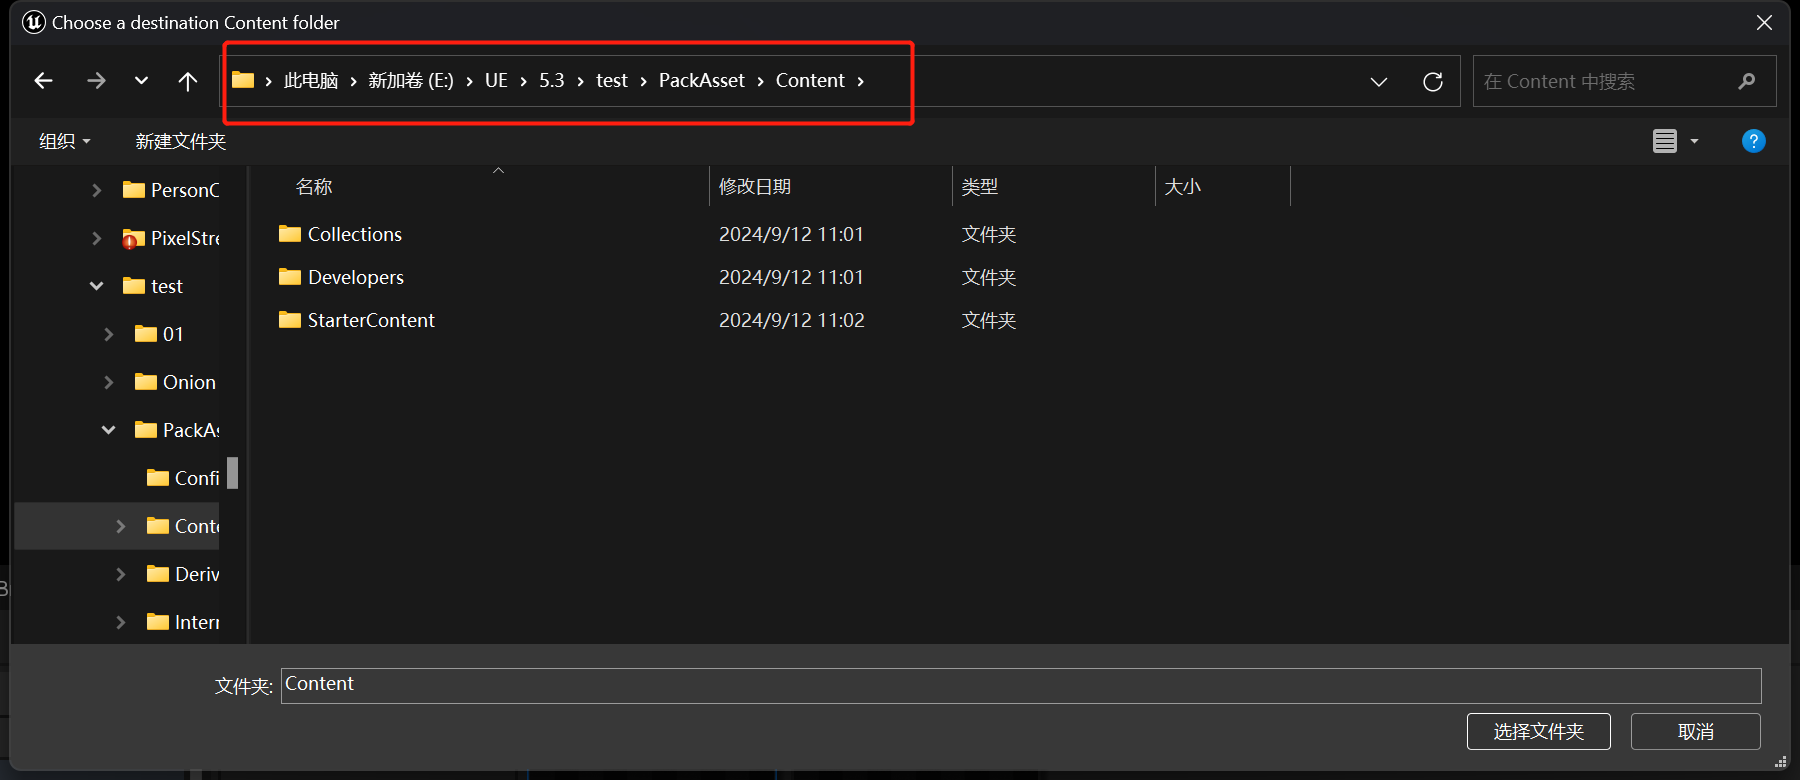 Choose a destination Content folder
此电脑 > 新加卷 (E:) > UE > 5.3 > test > PackAsset > Content >
在 Content 中搜索
组织
新建文件夹
名称 修改日期 类型 大小
PersonC
PixelStre
test
01
Onion
PackAs
Confi
Conte
Deriv
Intern
Collections 2024/9/12 11:01 文件夹
Developers 2024/9/12 11:01 文件夹
StarterContent 2024/9/12 11:02 文件夹
文件夹: Content
选择文件夹 取消